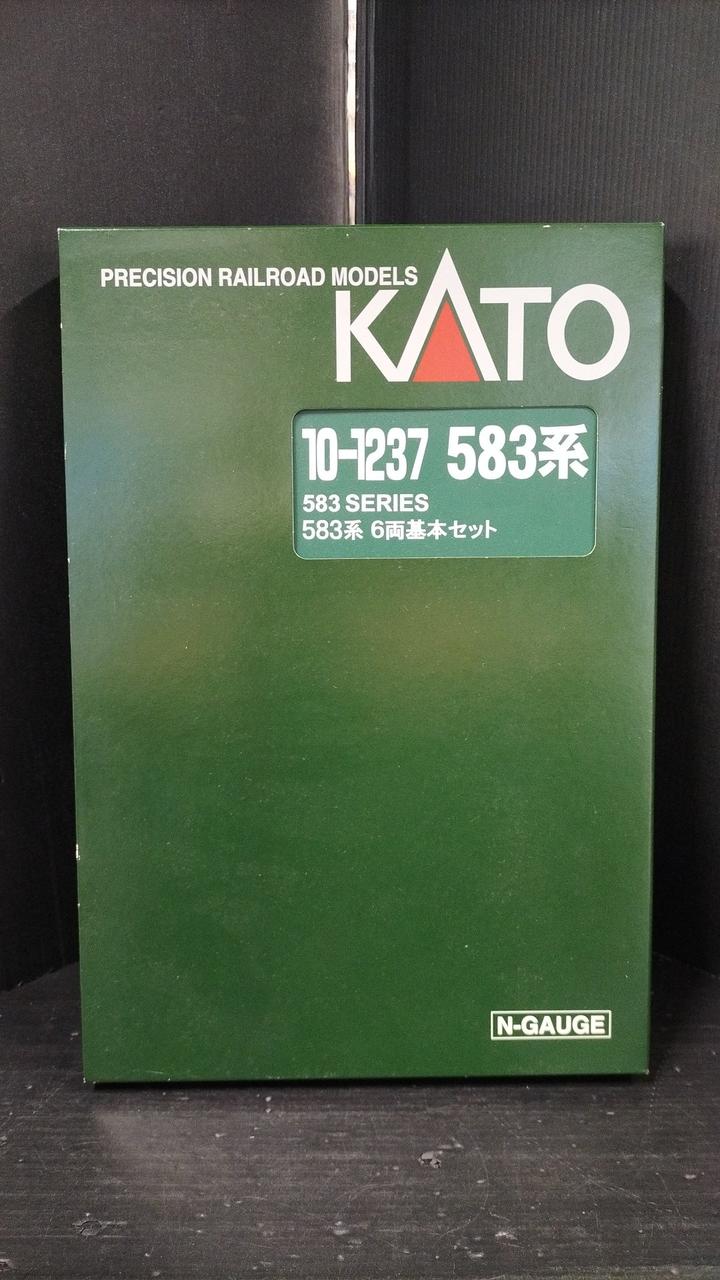 PRECISION RAILROAD MODELS
KATO
10-1237 583系
583 SERIES
583系 6両基本セット
N-GAUGE